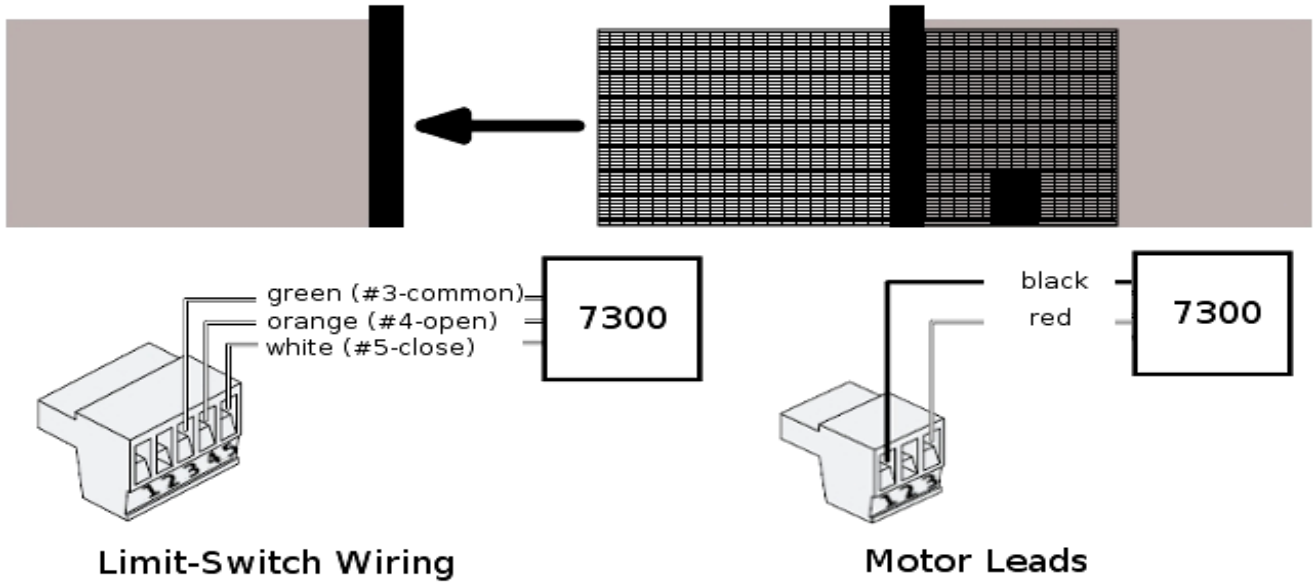 green (#3-common)
orange (#4-open)
white (#5-close)
7300
1 2 3 4 5
Limit-Switch Wiring
black
red
7300
1 2 3
Motor Leads